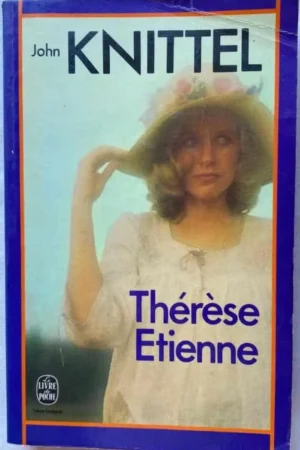 John KNITTEL
Thérèse
Etienne
Le
LIVRE
de
POCHE